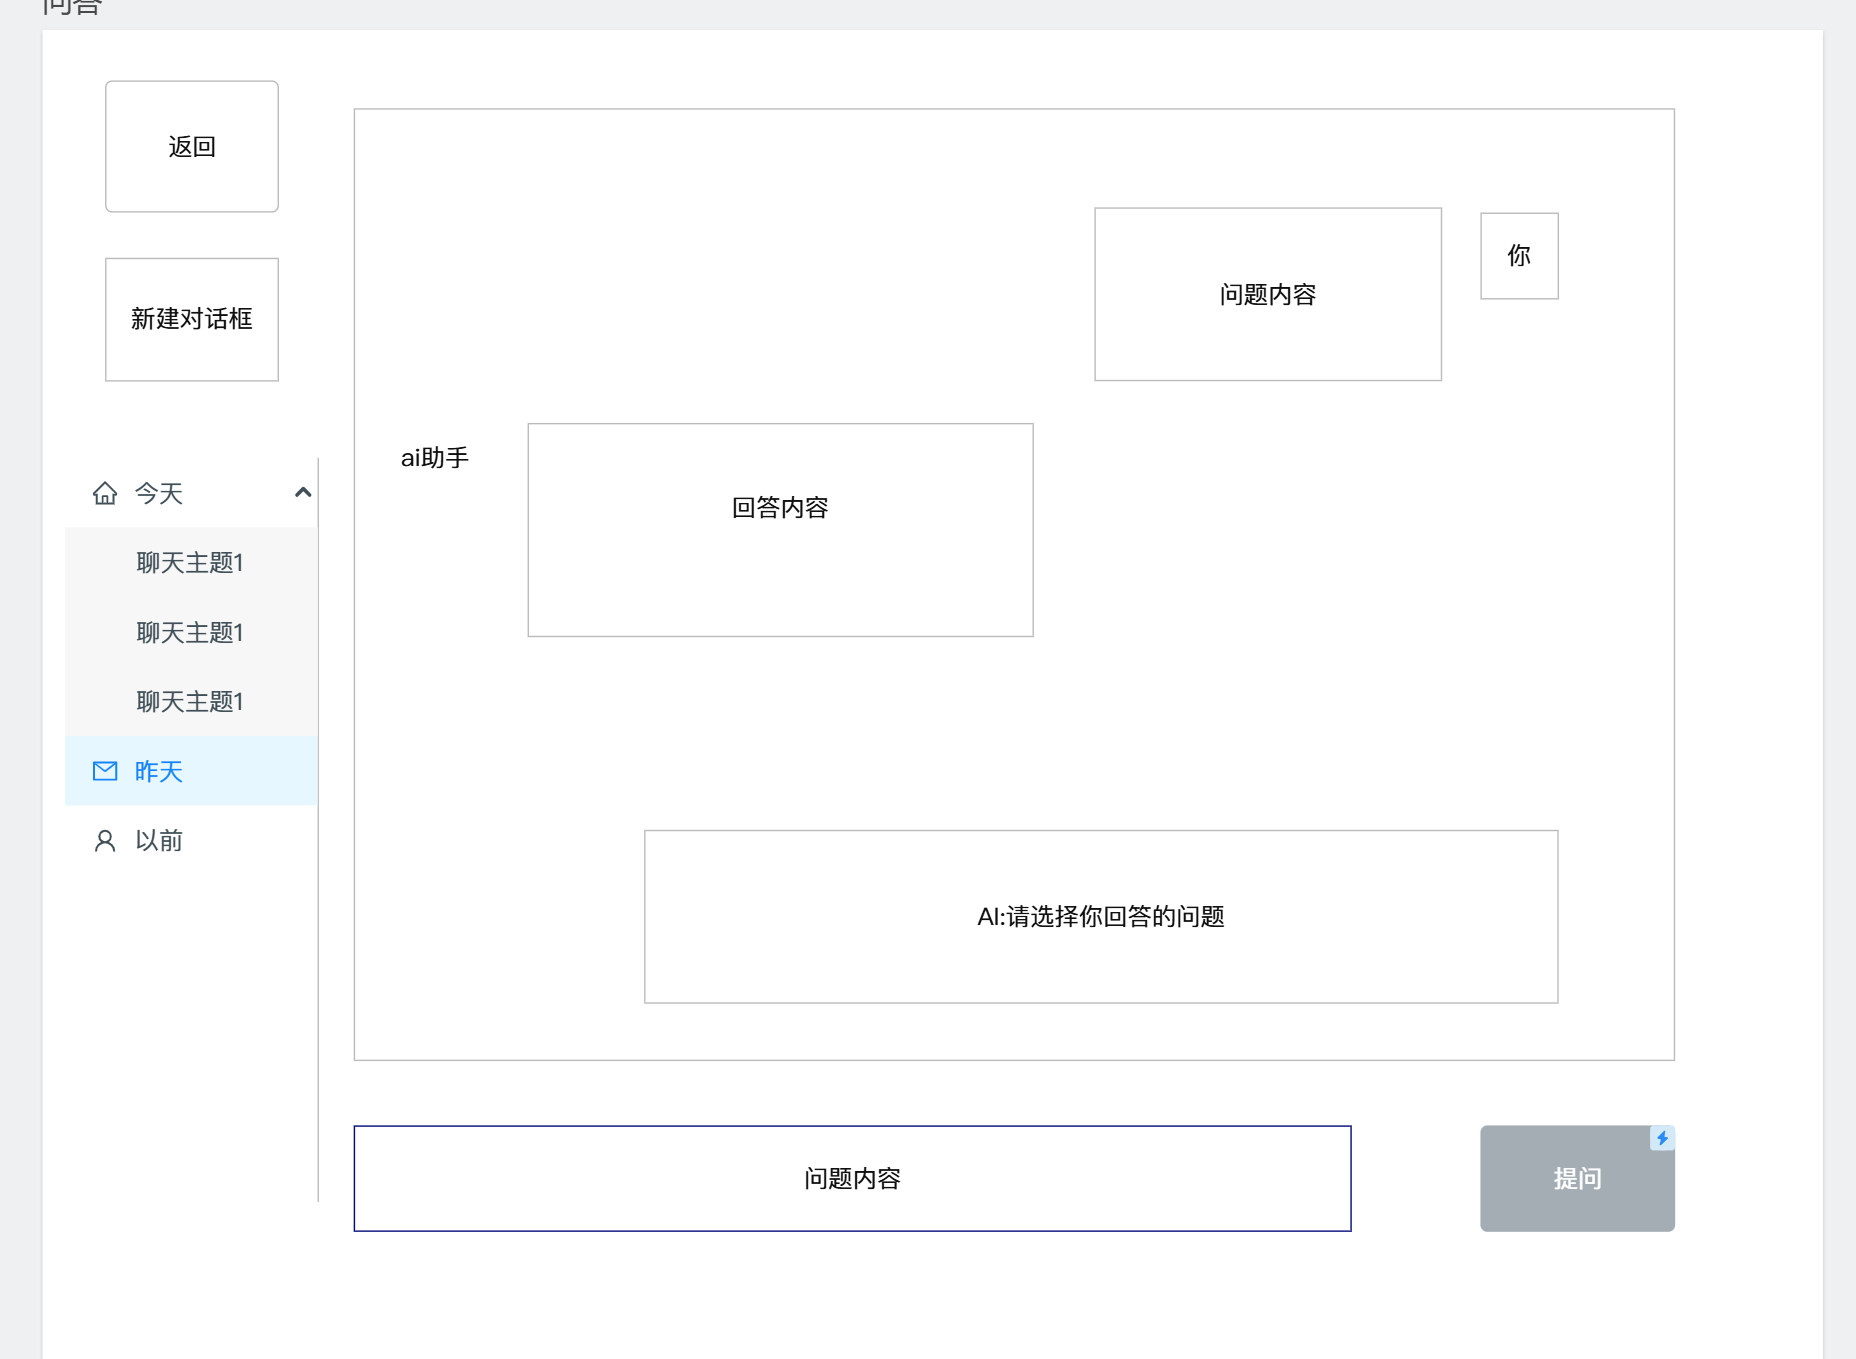 问答
返回
新建对话框
今天
聊天主题1
聊天主题1
聊天主题1
昨天
以前
你
问题内容
ai助手
回答内容
AI:请选择你回答的问题
问题内容
提问